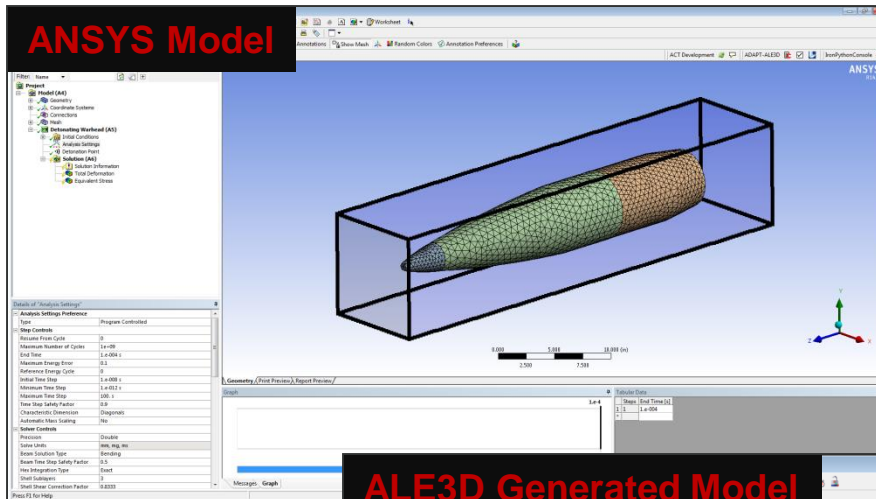 ANSYS Model
Worksheet
Annotations Show Mesh Random Colors Annotation Preferences
ACT Development ADAPT-ALE3D IronPythonConsole
Filter: Name
Project
Model (A4)
Geometry
Coordinate Systems
Connections
Mesh
Detonating Warhead (A5)
Initial Conditions
Analysis Settings
Detonation Point
Solution (A6)
Solution Information
Total Deformation
Equivalent Stress
ANSYS
Y
Z
X
0.000 5.000 10.000 (m)
2.500 7.500
Geometry Print Preview Report Preview
Details of "Analysis Settings"
Analysis Settings Preference
Type Program Controlled
Step Controls
Resume From Cycle 0
Maximum Number of Cycles 1e+09
End Time 1.e-004 s
Maximum Energy Error 0.1
Reference Energy Cycle 0
Initial Time Step 1.e-008 s
Minimum Time Step 1.e-012 s
Maximum Time Step 100. s
Time Step Safety Factor 0.9
Characteristic Dimension Diagonals
Automatic Mass Scaling No
Solver Controls
Precision Double
Solve Units mm, mg, ms
Beam Solution Type Bending
Beam Time Step Safety Factor 0.5
Hex Integration Type Exact
Shell Sublayers 3
Shell Shear Correction Factor 0.8333
Press F1 for Help
Graph
1.e-4
Messages Graph
Tabular Data
Steps End Time [s]
1 1 1.e-004
*
ALE3D Generated Model